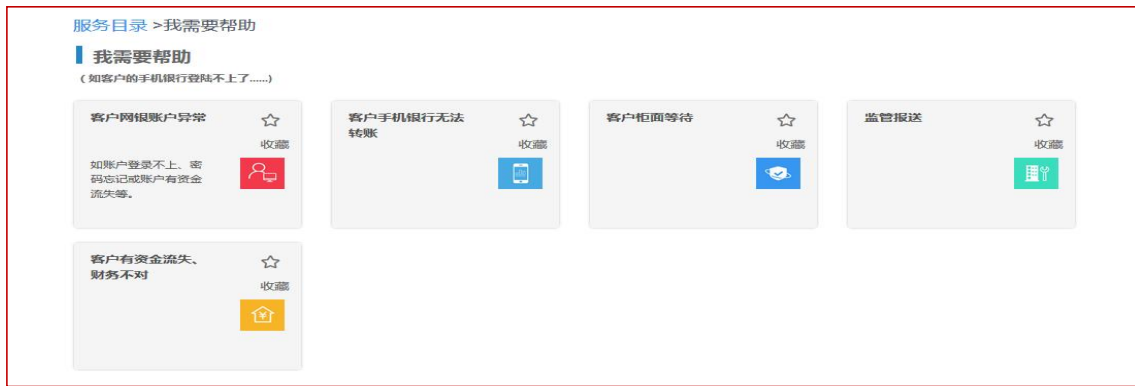 服务目录 >我需要帮助
我需要帮助
（如客户的手机银行登陆不上了......）
客户网银账户异常
收藏
如账户登录不上、密
码忘记或账户有资金
流失等。
客户手机银行无法
转账
收藏
客户柜面等待
收藏
监管报送
收藏
客户有资金流失、
财务不对
收藏